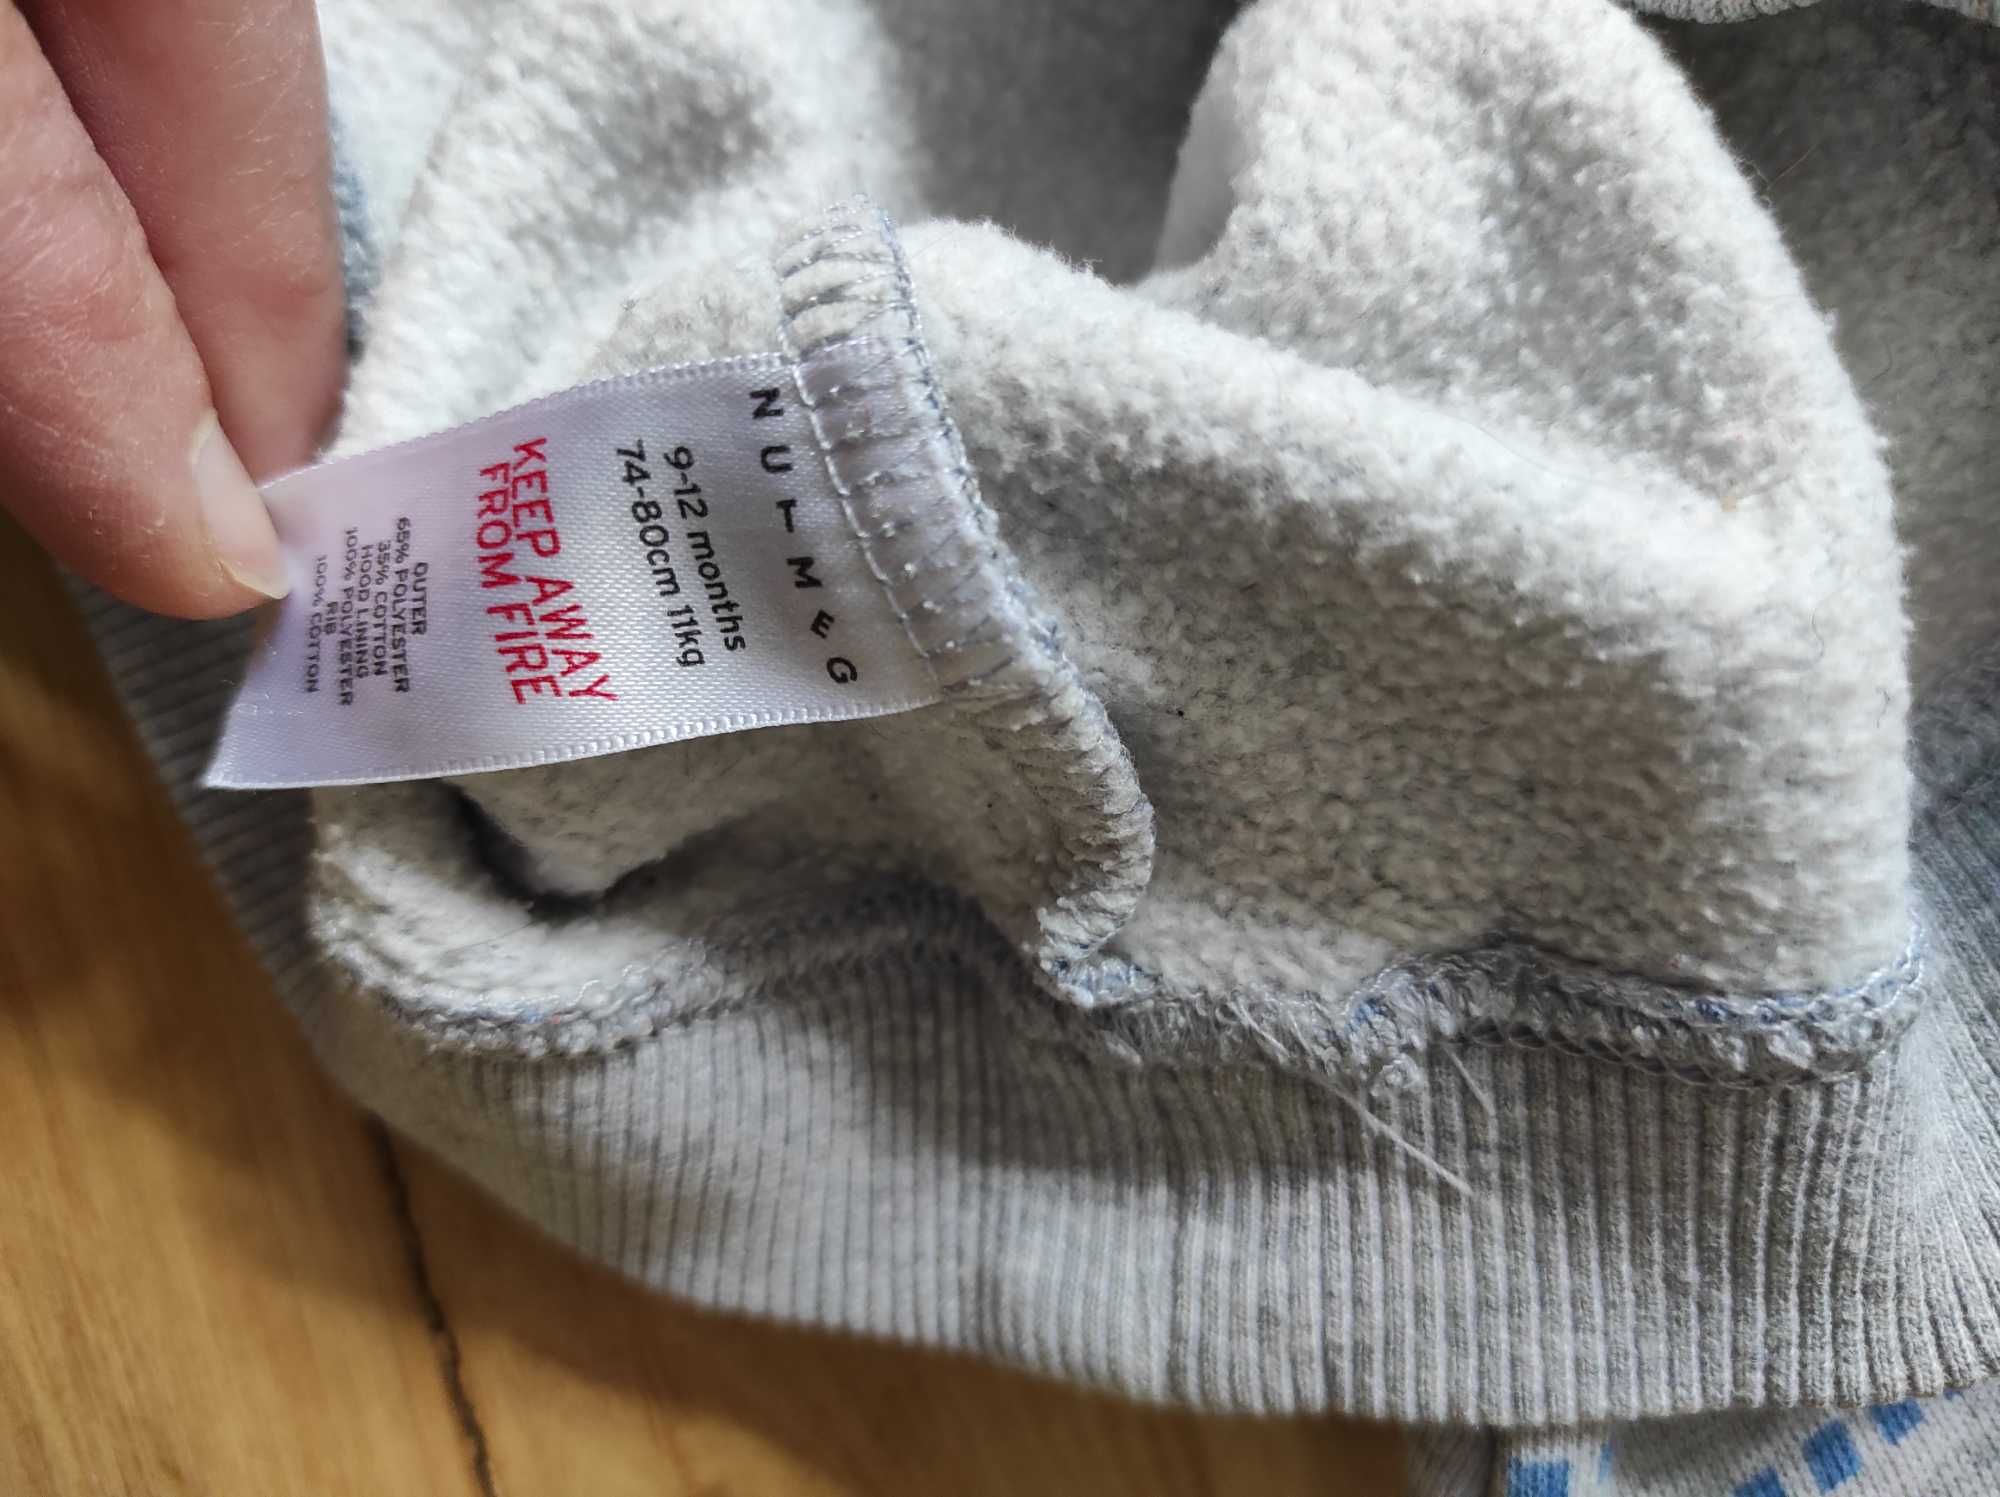 NUTMEG
9-12 months
74-80cm 11kg
KEEP AWAY
FROM FIRE
OUTER
65% POLYESTER
35% COTTON
HOOD LINING
100% POLYESTER
RIB
100% COTTON